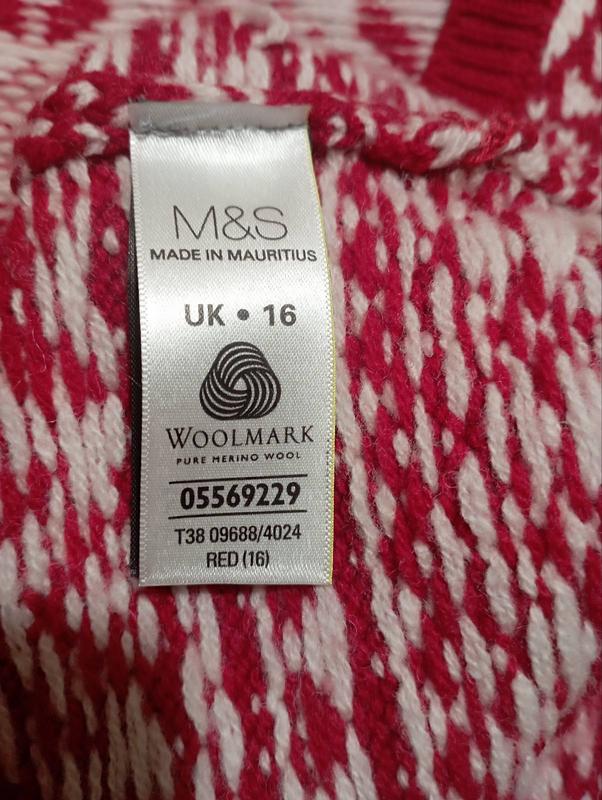 M&S
MADE IN MAURITIUS
UK • 16
WOOLMARK
PURE MERINO WOOL
05569229
T38 09688/4024
RED (16)